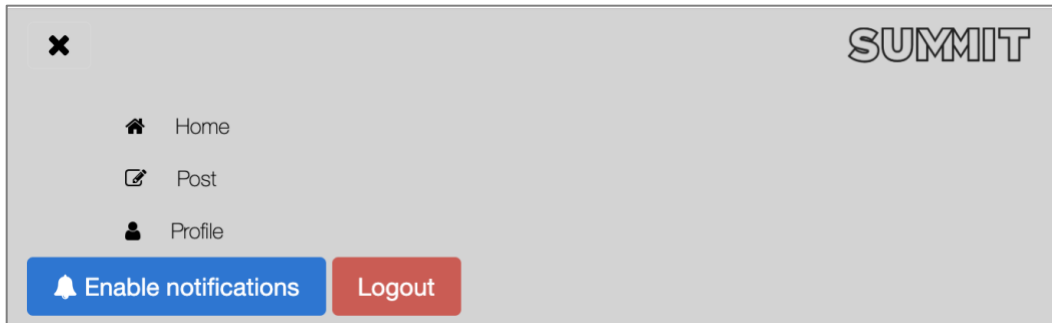 SUMMIT
Home
Post
Profile
Enable notifications Logout